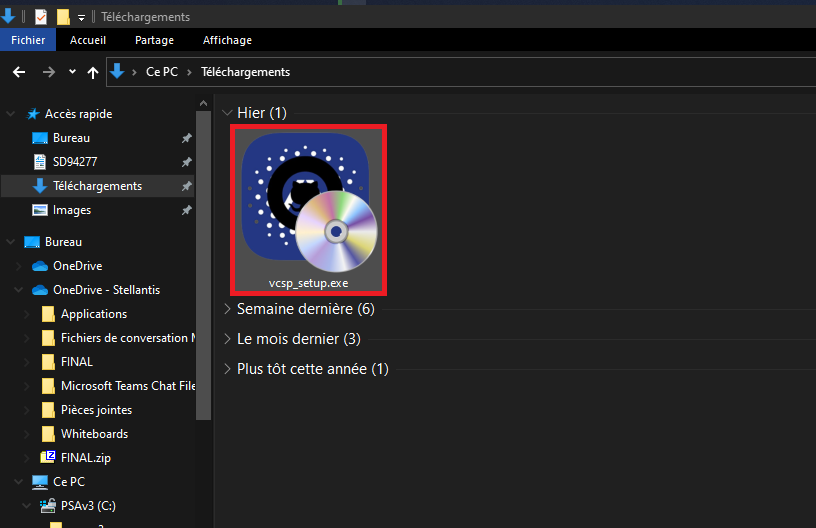 Téléchargements
Fichier Accueil Partage Affichage
Ce PC Téléchargements
Accès rapide
Bureau
SD94277
Téléchargements
Images
Bureau
OneDrive
OneDrive - Stellantis
Applications
Fichiers de conversation
FINAL
Microsoft Teams Chat File
Pièces jointes
Whiteboards
FINAL.zip
Ce PC
PSAv3 (C:)
Hier (1)
vcsp_setup.exe
Semaine dernière (6)
Le mois dernier (3)
Plus tôt cette année (1)